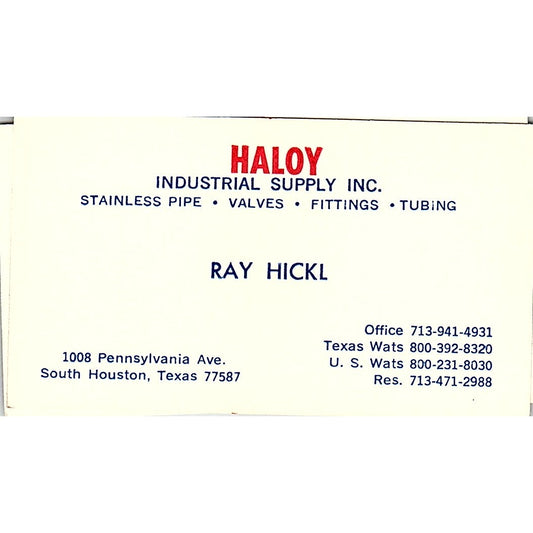 HALOY
INDUSTRIAL SUPPLY INC.
STAINLESS PIPE • VALVES • FITTINGS • TUBING
RAY HICKL
1008 Pennsylvania Ave.
South Houston, Texas 77587
Office 713-941-4931
Texas Wats 800-392-8320
U. S. Wats 800-231-8030
Res. 713-471-2988